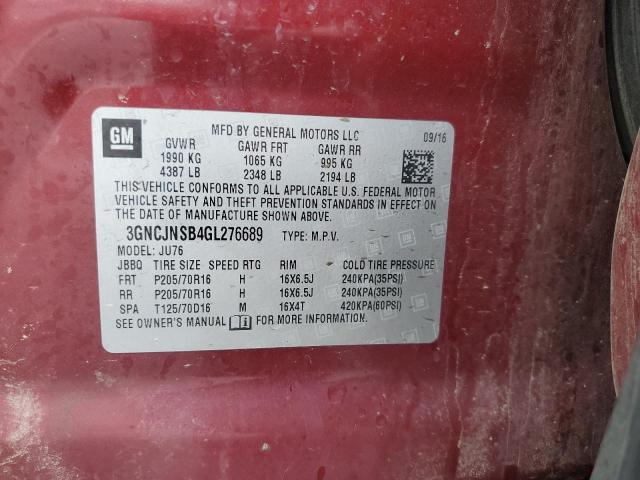 GM
MFD BY GENERAL MOTORS LLC 09/16
GVWR GAWR FRT GAWR RR
1990 KG 1065 KG 995 KG
4387 LB 2348 LB 2194 LB
THIS VEHICLE CONFORMS TO ALL APPLICABLE U.S. FEDERAL MOTOR
VEHICLE SAFETY AND THEFT PREVENTION STANDARDS IN EFFECT ON
THE DATE OF MANUFACTURE SHOWN ABOVE.
3GNCJNSB4GL276689 TYPE: M.P.V.
MODEL: JU76
JBBQ TIRE SIZE SPEED RTG RIM COLD TIRE PRESSURE
FRT P205/70R16 H 16X6.5J 240KPA(35PSI)
RR P205/70R16 H 16X6.5J 240KPA(35PSI)
SPA T125/70D16 M 16X4T 420KPA(60PSI)
SEE OWNER'S MANUAL FOR MORE INFORMATION